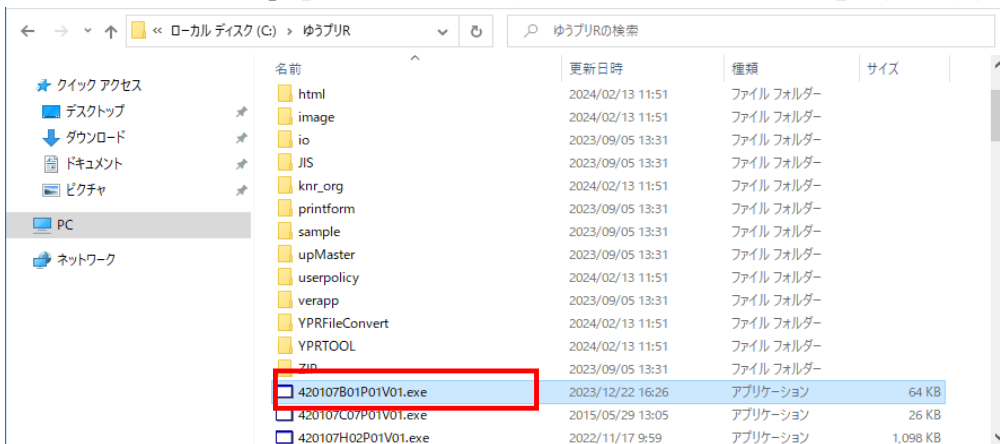 « ローカル ディスク (C:) › ゆうプリR
ゆうプリRの検索
クイック アクセス
デスクトップ
ダウンロード
ドキュメント
ピクチャ
PC
ネットワーク
名前 更新日時 種類 サイズ
html 2024/02/13 11:51 ファイル フォルダー
image 2024/02/13 11:51 ファイル フォルダー
io 2023/09/05 13:31 ファイル フォルダー
JIS 2023/09/05 13:31 ファイル フォルダー
knr_org 2024/02/13 11:51 ファイル フォルダー
printform 2023/09/05 13:31 ファイル フォルダー
sample 2023/09/05 13:31 ファイル フォルダー
upMaster 2023/09/05 13:31 ファイル フォルダー
userpolicy 2024/02/13 11:51 ファイル フォルダー
verapp 2023/09/05 13:31 ファイル フォルダー
YPRFileConvert 2024/02/13 11:51 ファイル フォルダー
YPRTOOL 2024/02/13 11:51 ファイル フォルダー
ZIP 2023/09/05 13:31 ファイル フォルダー
420107B01P01V01.exe 2023/12/22 16:26 アプリケーション 64 KB
420107C07P01V01.exe 2015/05/29 13:05 アプリケーション 26 KB
420107H02P01V01.exe 2022/11/17 9:59 アプリケーション 1,098 KB